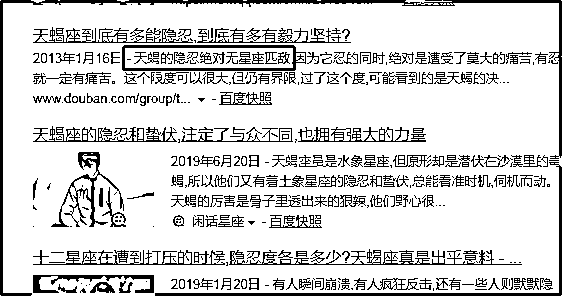 天蝎座到底有多能隐忍,到底有多有毅力坚持?
2013年1月16日 - 天蝎的隐忍绝对无星座匹敌,因为它忍的同时,绝对是遭受了莫大的痛苦,有忍
就一定有痛苦。这个限度可以很大,但仍有界限,过了这个度,可能看到的是天蝎的决...
www.douban.com/group/t... - 百度快照
天蝎座的隐忍和蛰伏,注定了与众不同,也拥有强大的力量
2019年6月20日 - 天蝎座虽是水象星座,但原形却是潜伏在沙漠里的毒
蝎,所以他们又有着土象星座的隐忍和蛰伏,总能看准时机,伺机而动。
天蝎的厉害是骨子里透出来的狠辣,他们野心很...
闲话星座 - 百度快照
十二星座在遭到打压的时侯,隐忍度各是多少?天蝎座真是出乎意料 - ...
2019年1月20日 - 有人瞬间崩溃,有人疯狂反击,还有一些人则默默隐